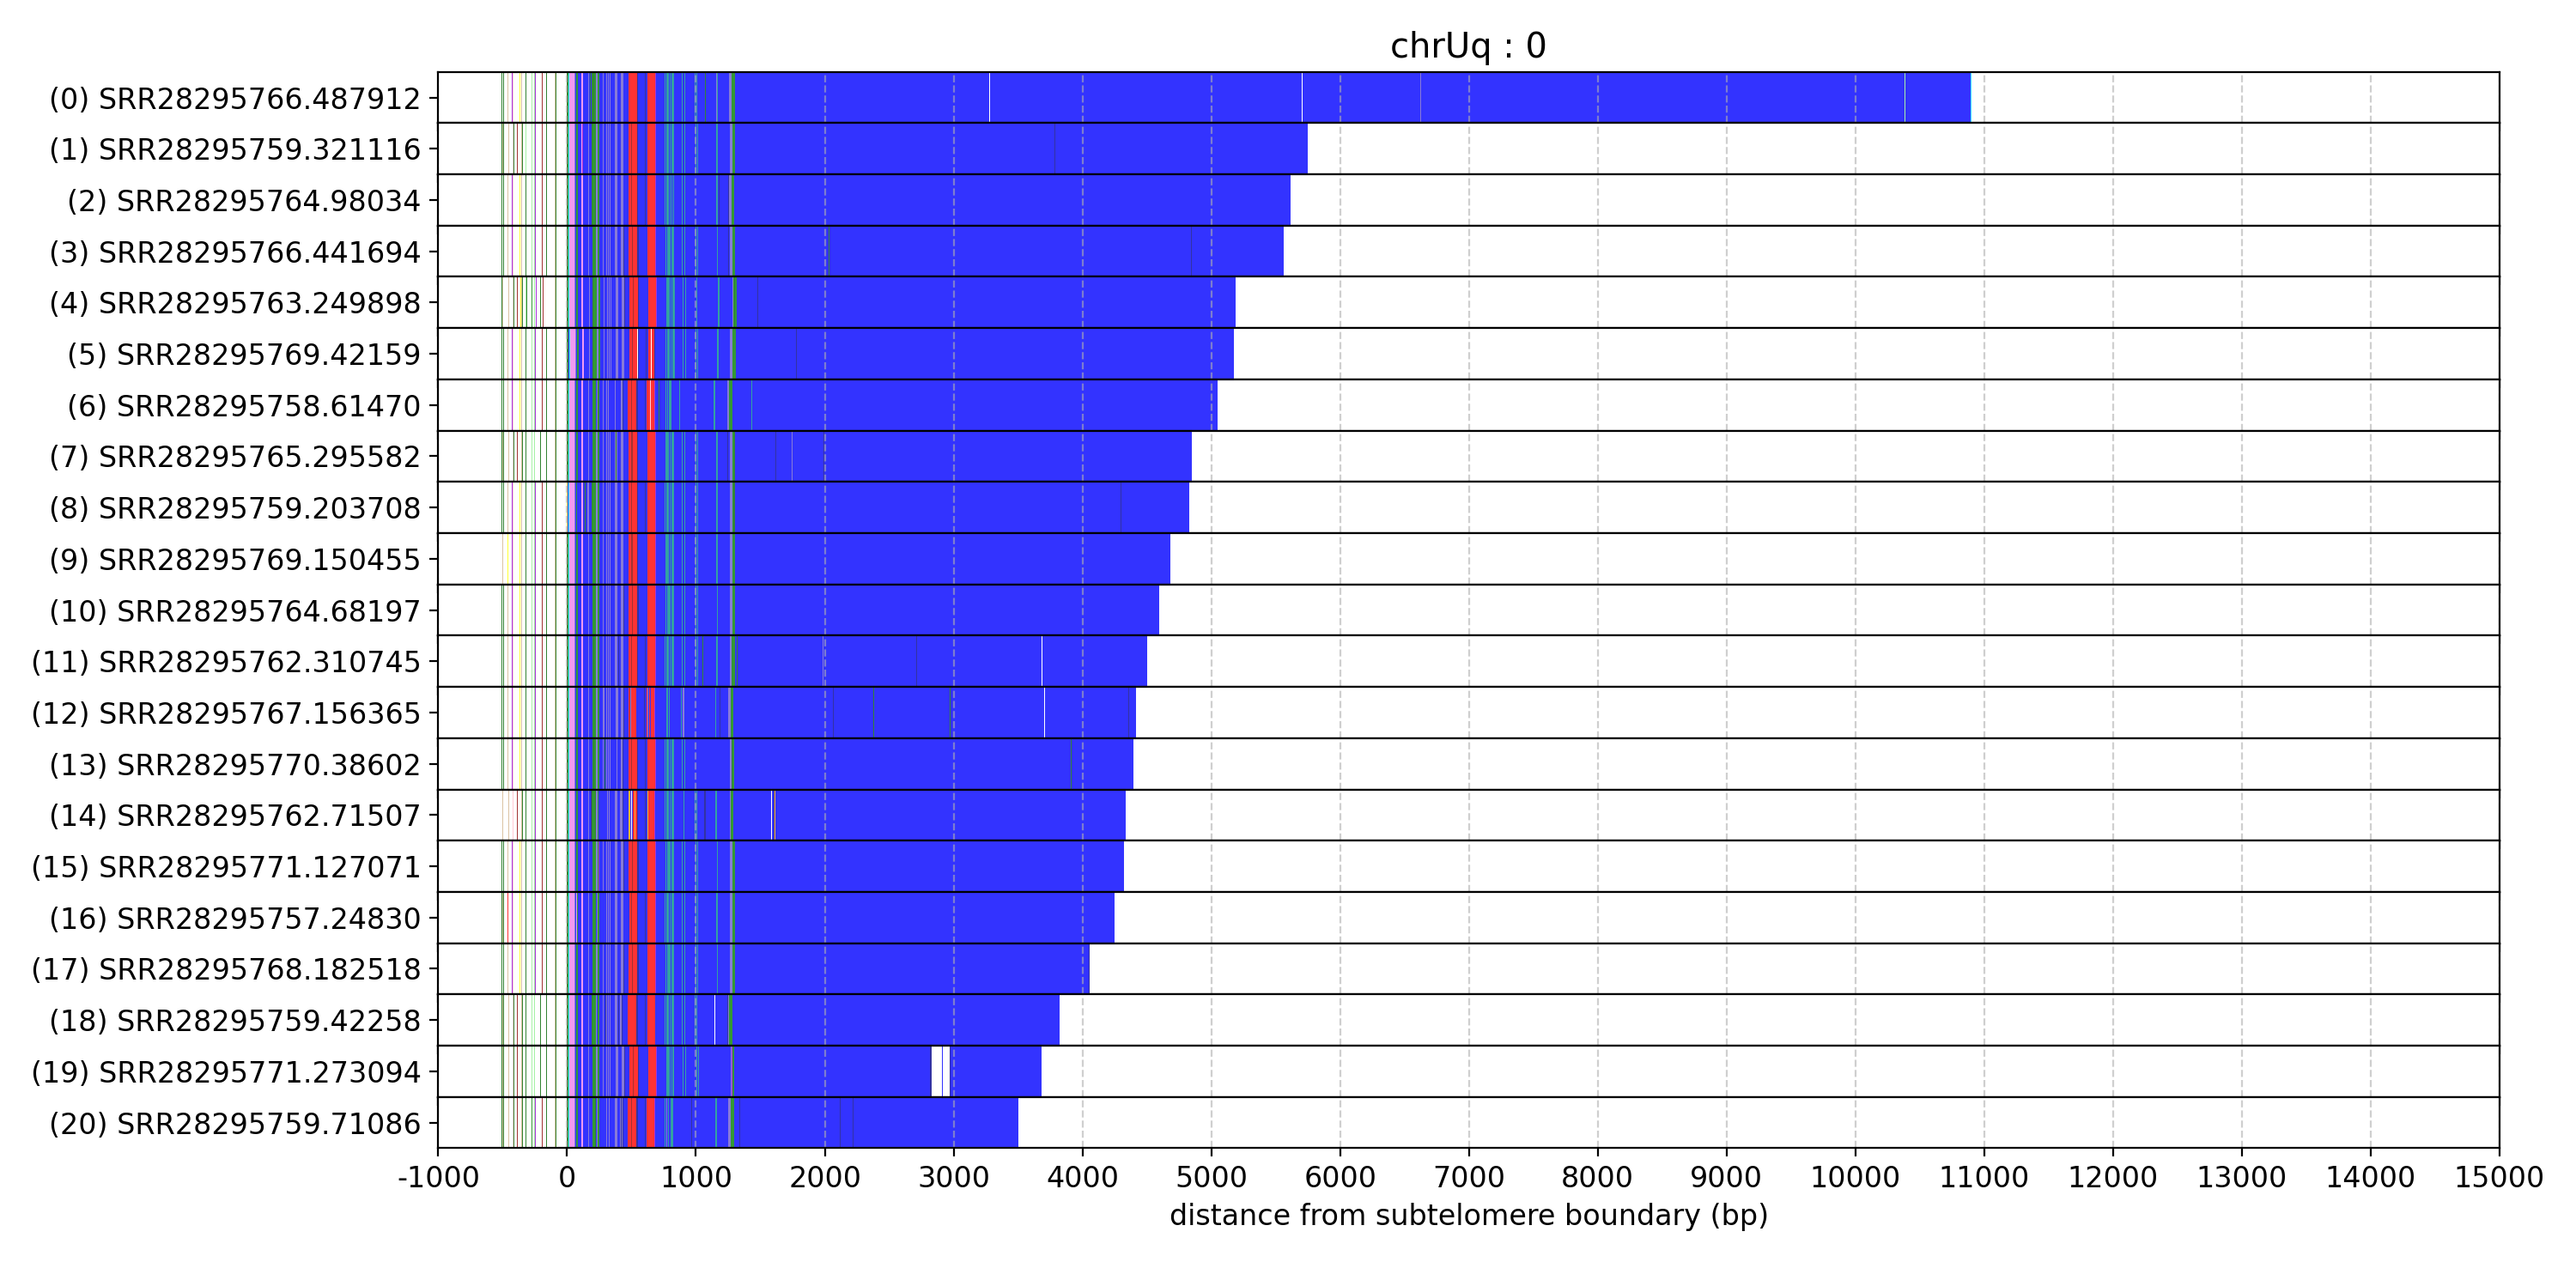 chrUq : 0
(0) SRR28295766.487912
(1) SRR28295759.321116
(2) SRR28295764.98034
(3) SRR28295766.441694
(4) SRR28295763.249898
(5) SRR28295769.42159
(6) SRR28295758.61470
(7) SRR28295765.295582
(8) SRR28295759.203708
(9) SRR28295769.150455
(10) SRR28295764.68197
(11) SRR28295762.310745
(12) SRR28295767.156365
(13) SRR28295770.38602
(14) SRR28295762.71507
(15) SRR28295771.127071
(16) SRR28295757.24830
(17) SRR28295768.182518
(18) SRR28295759.42258
(19) SRR28295771.273094
(20) SRR28295759.71086
-1000 0 1000 2000 3000 4000 5000 6000 7000 8000 9000 10000 11000 12000 13000 14000 15000
distance from subtelomere boundary (bp)